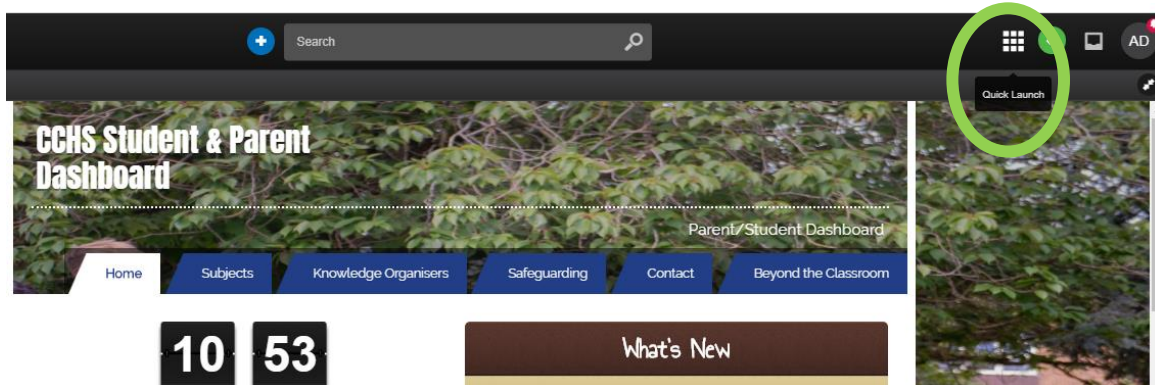 Search
AD
Quick Launch
CCHS Student & Parent
Dashboard
Parent/Student Dashboard
Home Subjects Knowledge Organisers Safeguarding Contact Beyond the Classroom
10 53
What's New